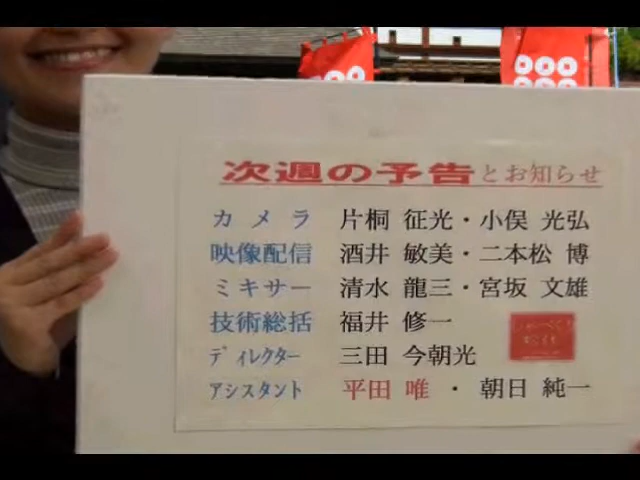 次週の予告とお知らせ
カメラ 片桐 征光・小俣 光弘
映像配信 酒井 敏美・二本松 博
ミキサー 清水 龍三・宮坂 文雄
技術総括 福井 修一
ディレクター 三田 今朝光
アシスタント 平田 唯・朝日 純一